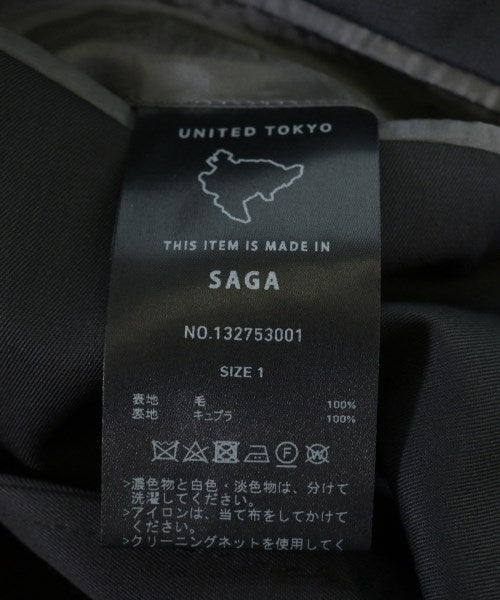 UNITED TOKYO
THIS ITEM IS MADE IN
SAGA
NO.132753001
SIZE 1
表地 毛 100%
裏地 キュプラ 100%
>濃色物と白色・淡色物は、分けて
洗濯してください。
>アイロンは、当て布をしてかけて
ください。
>クリーニングネットを使用してく